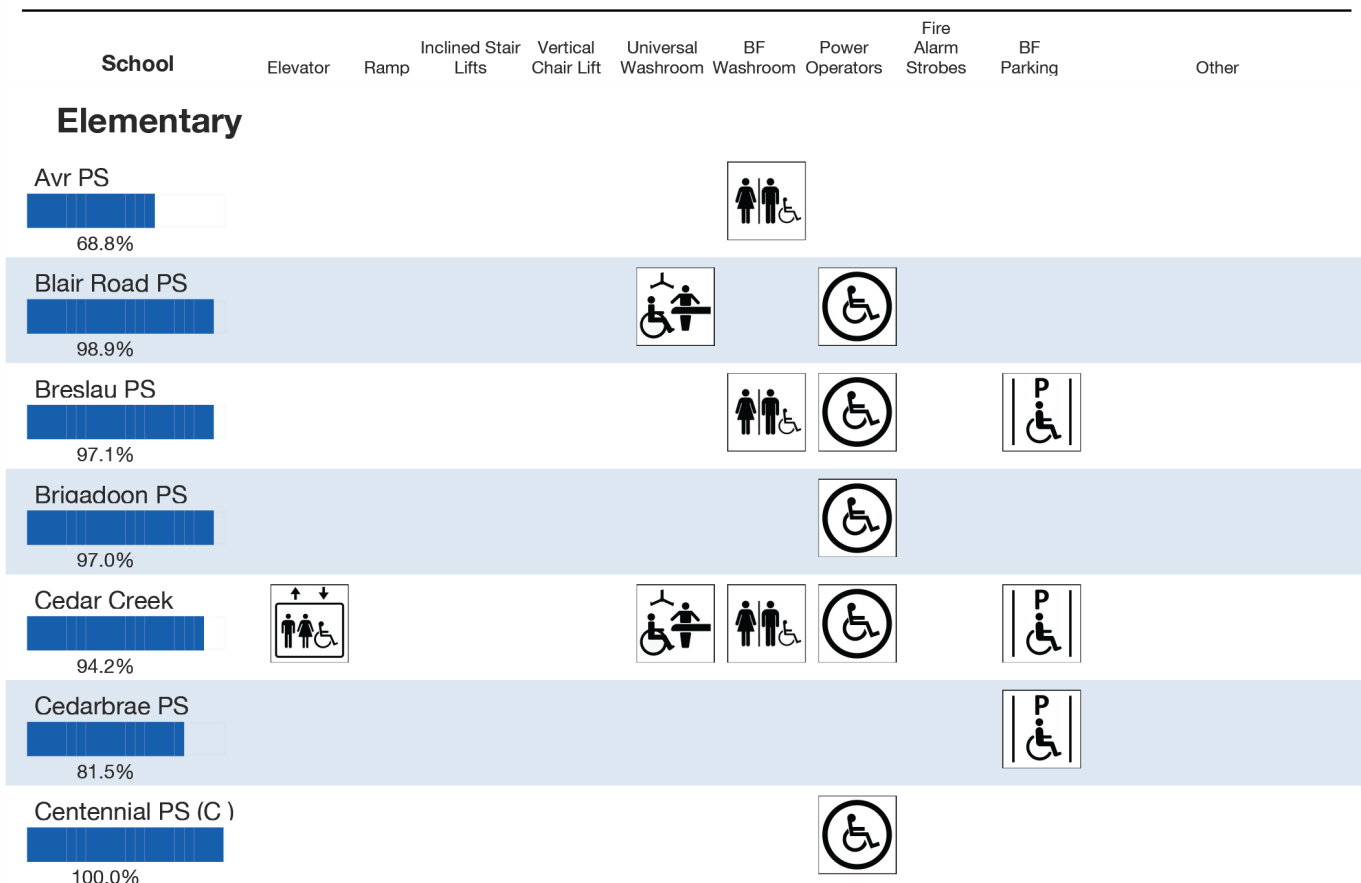 School Elevator Ramp Inclined Stair Lifts Vertical Chair Lift Universal Washroom BF Washroom Power Operators Fire Alarm Strobes BF Parking Other
Elementary
Ayr PS
68.8%
Blair Road PS
98.9%
Breslau PS
P
97.1%
Brigadoon PS
97.0%
Cedar Creek
P
94.2%
Cedarbrae PS
P
81.5%
Centennial PS (C )
100.0%